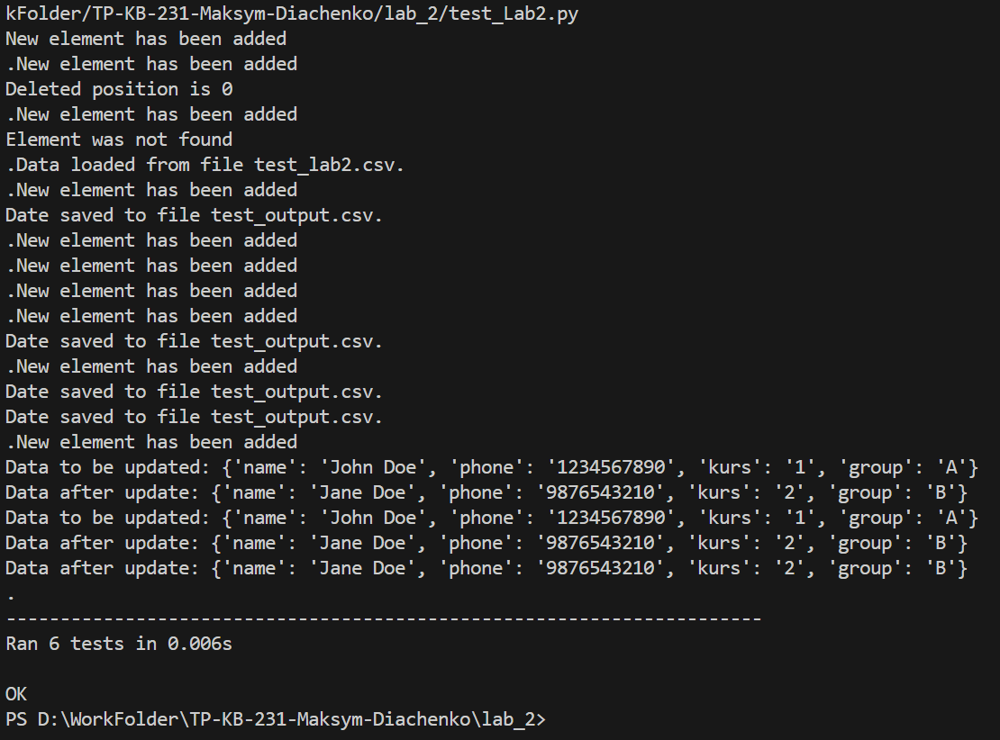 kFolder/TP-KB-231-Maksym-Diachenko/lab_2/test_Lab2.py
New element has been added
.New element has been added
Deleted position is 0
.New element has been added
Element was not found
.Data loaded from file test_lab2.csv.
.New element has been added
Date saved to file test_output.csv.
.New element has been added
.New element has been added
.New element has been added
.New element has been added
Date saved to file test_output.csv.
.New element has been added
Date saved to file test_output.csv.
Date saved to file test_output.csv.
.New element has been added
Data to be updated: {'name': 'John Doe', 'phone': '1234567890', 'kurs': '1', 'group': 'A'}
Data after update: {'name': 'Jane Doe', 'phone': '9876543210', 'kurs': '2', 'group': 'B'}
Data to be updated: {'name': 'John Doe', 'phone': '1234567890', 'kurs': '1', 'group': 'A'}
Data after update: {'name': 'Jane Doe', 'phone': '9876543210', 'kurs': '2', 'group': 'B'}
Data after update: {'name': 'Jane Doe', 'phone': '9876543210', 'kurs': '2', 'group': 'B'}
.
----------------------------------------------------------------------
Ran 6 tests in 0.006s
OK
PS D:\WorkFolder\TP-KB-231-Maksym-Diachenko\lab_2>